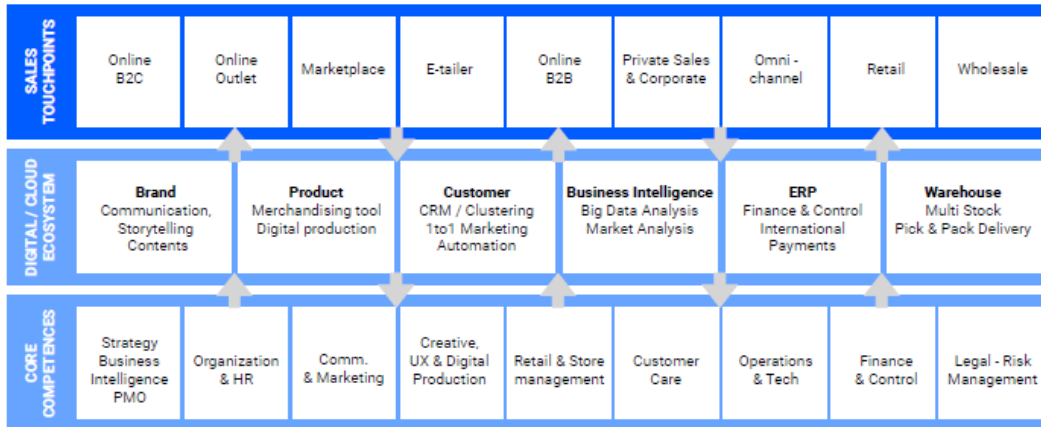 SALES
TOUCHPOINTS
Online
B2C
Online
Outlet
Marketplace
E-tailer
Online
B2B
Private Sales
& Corporate
Omni -
channel
Retail
Wholesale
DIGITAL / CLOUD
ECOSYSTEM
Brand
Communication,
Storytelling
Contents
Product
Merchandising tool
Digital production
Customer
CRM / Clustering
1to1 Marketing
Automation
Business Intelligence
Big Data Analysis
Market Analysis
ERP
Finance & Control
International
Payments
Warehouse
Multi Stock
Pick & Pack Delivery
CORE
COMPETENCES
Strategy
Business
Intelligence
PMO
Organization
& HR
Comm.
& Marketing
Creative,
UX & Digital
Production
Retail & Store
management
Customer
Care
Operations
& Tech
Finance
& Control
Legal - Risk
Management